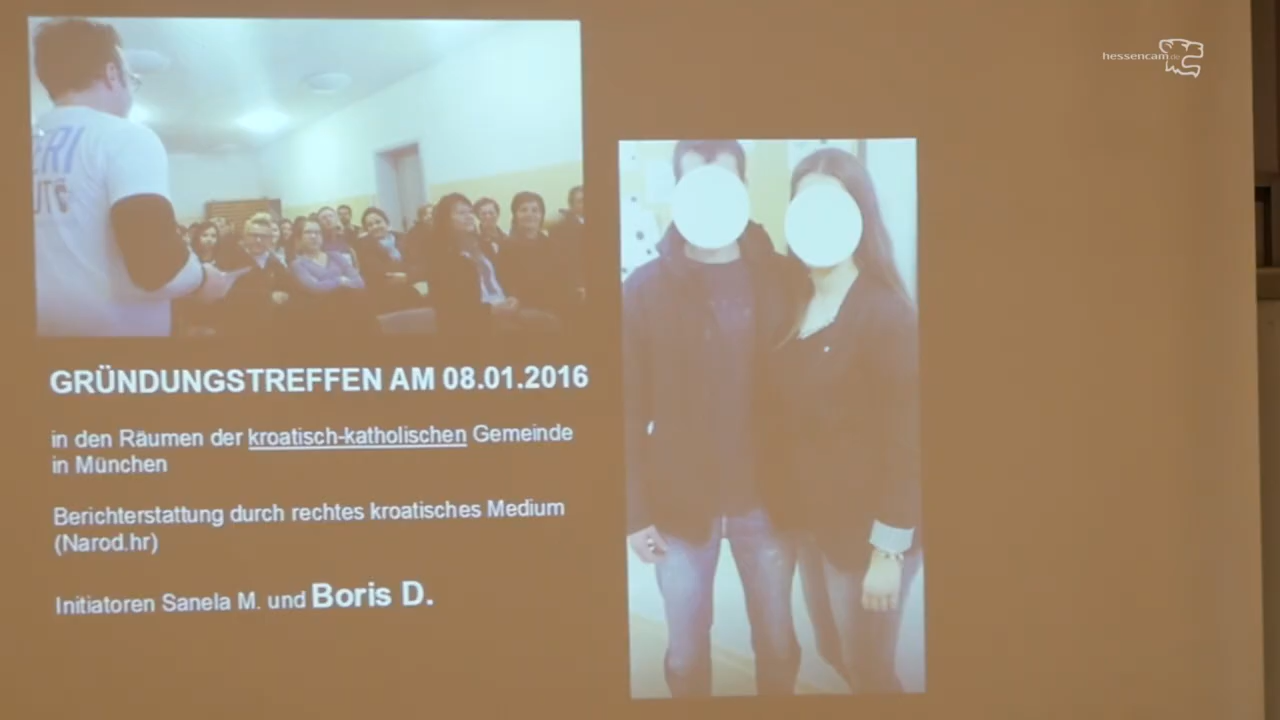 hessencam.de
GRÜNDUNGSTREFFEN AM 08.01.2016
in den Räumen der kroatisch-katholischen Gemeinde
in München
Berichterstattung durch rechtes kroatisches Medium
(Narod.hr)
Initiatoren Sanela M. und Boris D.